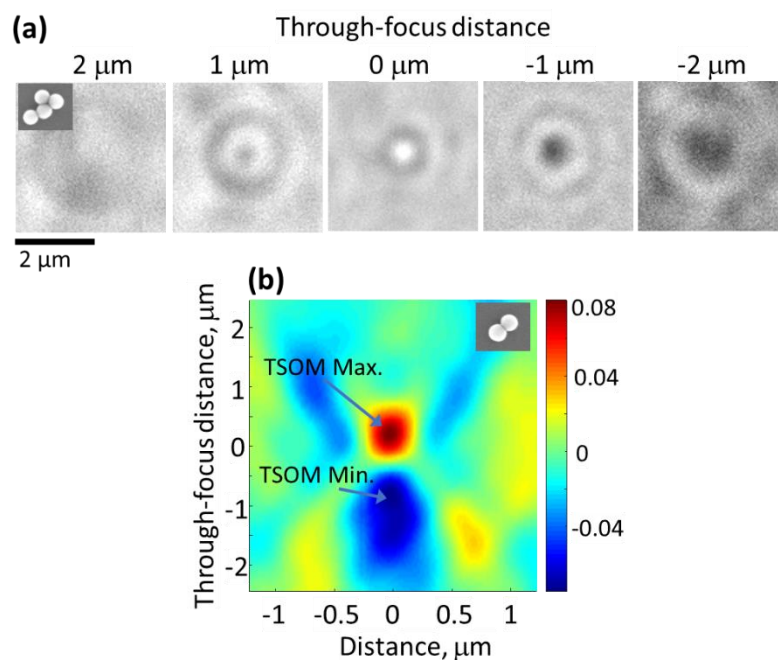 (a) Through-focus distance
2 μm 1 μm 0 μm -1 μm -2 μm
2 μm
(b)
Through-focus distance, μm
2
1
0
-1
-2
TSOM Max.
TSOM Min.
0.08
0.04
0
-0.04
-1 -0.5 0 0.5 1
Distance, μm